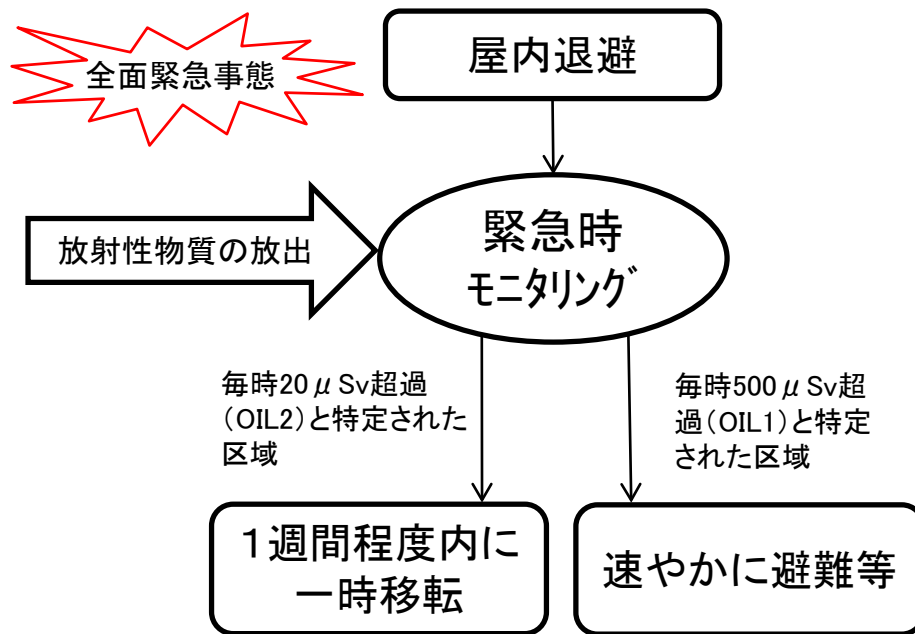 全面緊急事態
屋内退避
放射性物質の放出
緊急時
モニタリング
毎時20μSv超過
(OIL2)と特定された
区域
毎時500μSv超
過(OIL1)と特定
された区域
1週間程度内に
一時移転
速やかに避難等